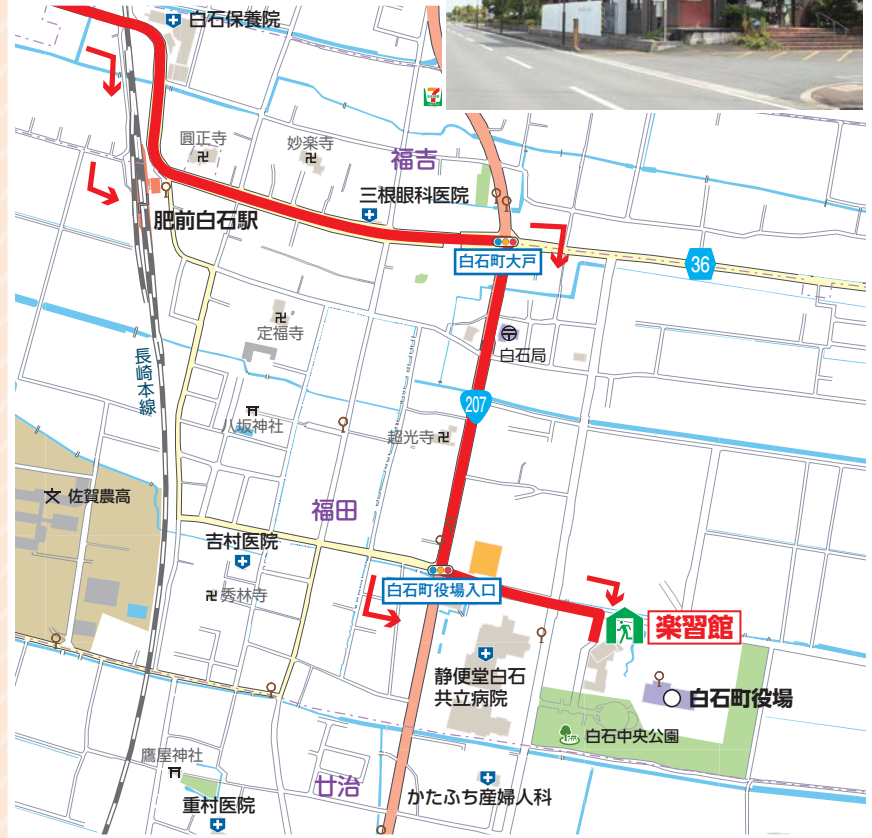 白石保養院
圓正寺
妙楽寺
福吉
三根眼科医院
肥前白石駅
白石町大戸
36
定福寺
白石局
長崎本線
207
八坂神社
超光寺
佐賀農高
福田
吉村医院
白石町役場入口
秀林寺
楽習館
静便堂白石
共立病院
白石町役場
白石中央公園
鷹屋神社
廿治
かたふち産婦人科
重村医院